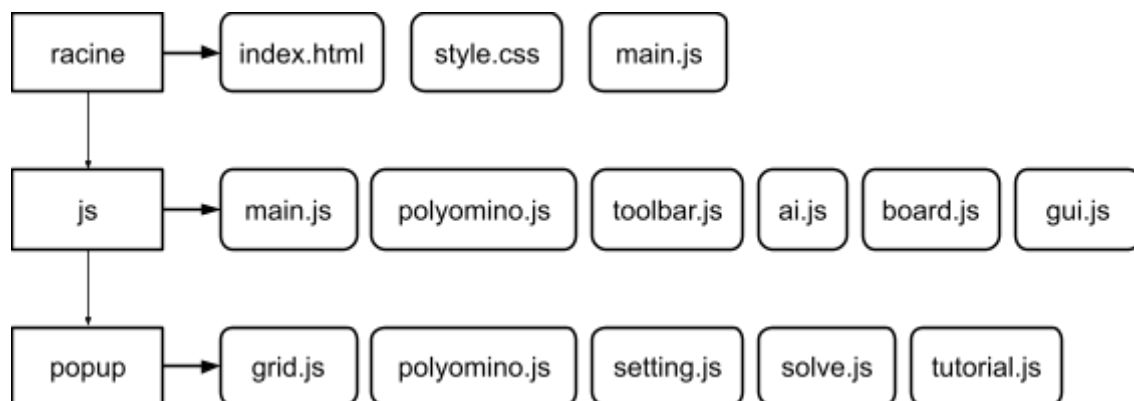 racine index.html style.css main.js
js main.js polyomino.js toolbar.js ai.js board.js gui.js
popup grid.js polyomino.js setting.js solve.js tutorial.js